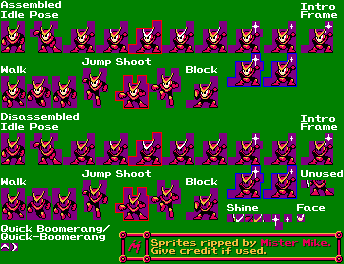 Assembled
Idle Pose
Intro
Frame
Walk
Jump Shoot
Block
Disassembled
Idle Pose
Intro
Frame
Walk
Jump Shoot
Block
Unused
Shine
Face
Quick Boomerang/
Quick-Boomerang
Sprites ripped by Mister Mike.
Give credit if used.